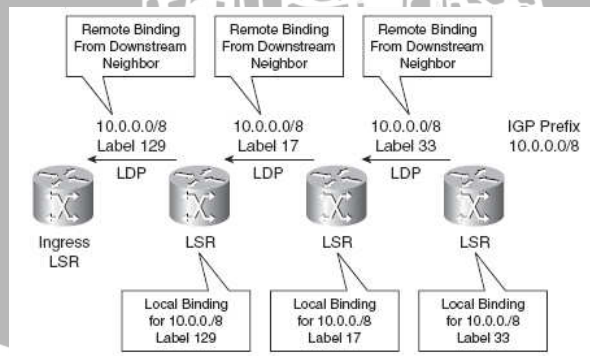 Remote Binding
From Downstream
Neighbor
Remote Binding
From Downstream
Neighbor
Remote Binding
From Downstream
Neighbor
10.0.0.0/8
Label 129
LDP
10.0.0.0/8
Label 17
LDP
10.0.0.0/8
Label 33
LDP
IGP Prefix
10.0.0.0/8
Ingress
LSR
LSR
LSR
LSR
Local Binding
for 10.0.0./8
Label 129
Local Binding
for 10.0.0./8
Label 17
Local Binding
for 10.0.0./8
Label 33